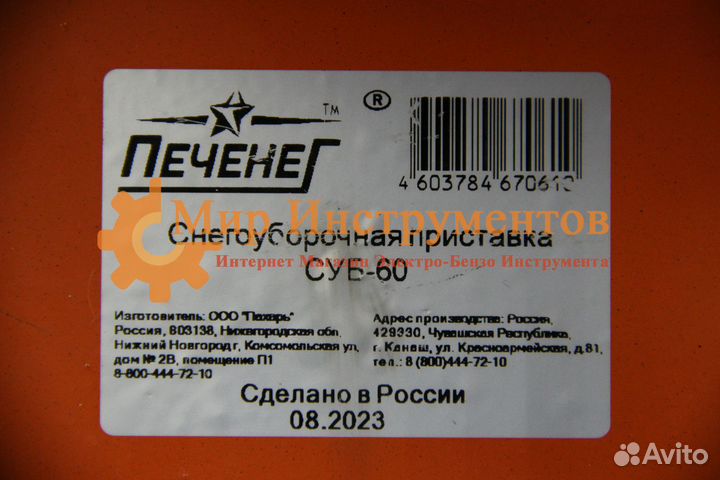 ПЕЧЕНЕГ
TM
®
4 603784 670610
Мир Инструментов
Снегоуборочная приставка
Интернет Магазин Электро-Бензо Инструмента
СУБ-60
Изготовитель: ООО "Пахарь"
Россия, 603138, Нижегородская обл,
Нижний Новгород г, Комсомольская ул,
дом № 2В, помещение П1
8-800-444-72-10
Адрес производства: Россия,
429330, Чувашская Республика,
г. Канаш, ул. Красноармейская, д.81,
тел.: 8 (800)444-72-10
Сделано в России
08.2023
Avito